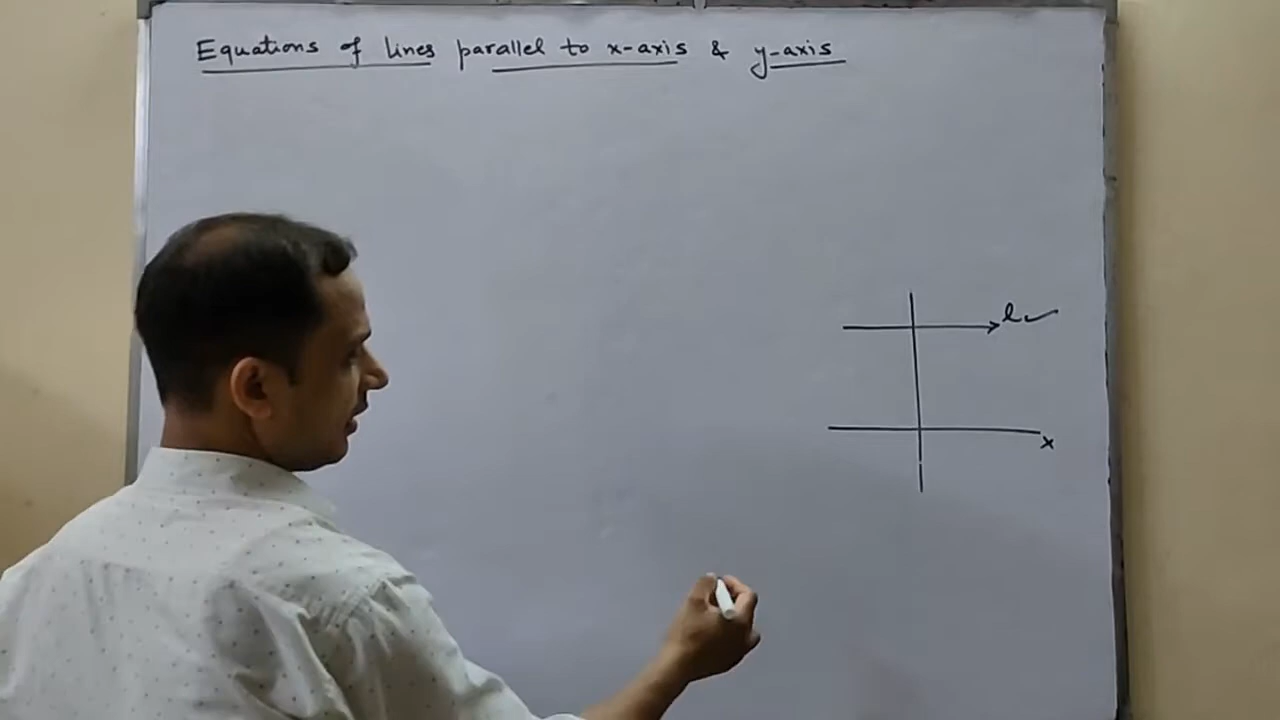 Equations of lines parallel to x-axis & y-axis
l
x